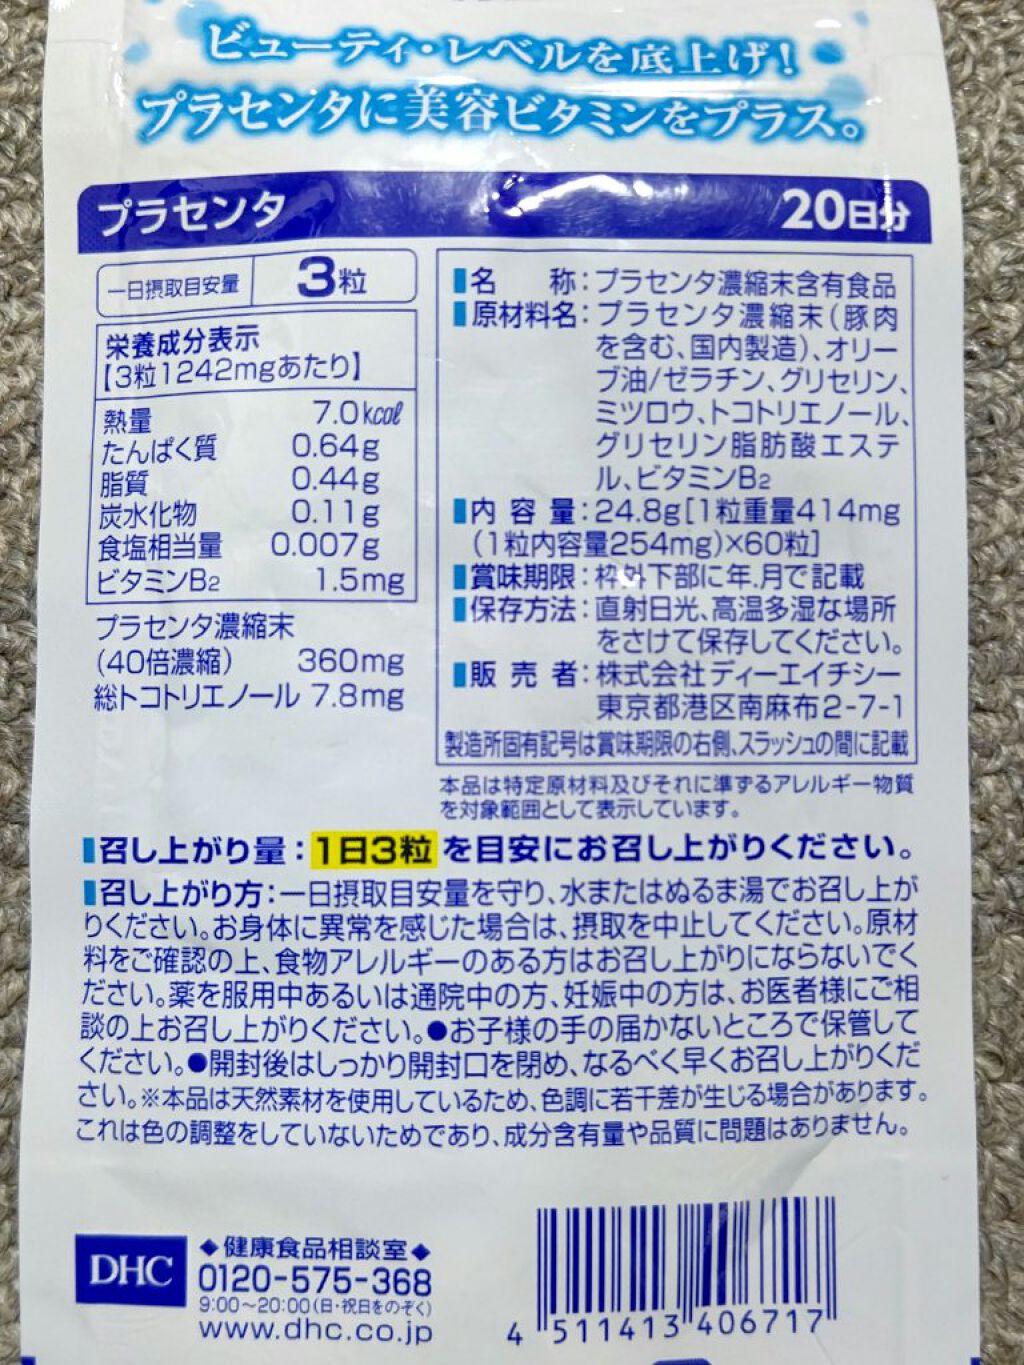 ビューティ・レベルを底上げ!
プラセンタに美容ビタミンをプラス。
プラセンタ 20日分
一日摂取目安量 3粒
栄養成分表示
【3粒1242mgあたり】
熱量 7.0kcal
たんぱく質 0.64g
脂質 0.44g
炭水化物 0.11g
食塩相当量 0.007g
ビタミンB2 1.5mg
プラセンタ濃縮末
(40倍濃縮) 360mg
総トコトリエノール 7.8mg
名称:プラセンタ濃縮末含有食品
原材料名:プラセンタ濃縮末(豚肉
を含む、国内製造)、オリー
ブ油/ゼラチン、グリセリン、
ミツロウ、トコトリエノール、
グリセリン脂肪酸エステ
ル、ビタミンB2
内容量:24.8g[1粒重量414mg
(1粒内容量254mg)×60粒]
賞味期限:枠外下部に年.月で記載
保存方法:直射日光、高温多湿な場所
をさけて保存してください。
販売者:株式会社ディーエイチシー
東京都港区南麻布2-7-1
製造所固有記号は賞味期限の右側、スラッシュの間に記載
本品は特定原材料及びそれに準ずるアレルギー物質
を対象範囲として表示しています。
召し上がり量:1日3粒を目安にお召し上がりください。
召し上がり方:一日摂取目安量を守り、水またはぬるま湯でお召し上が
りください。お身体に異常を感じた場合は、摂取を中止してください。原材
料をご確認の上、食物アレルギーのある方はお召し上がりにならないでく
ださい。薬を服用中あるいは通院中の方、妊娠中の方は、お医者様にご相
談の上お召し上がりください。●お子様の手の届かないところで保管して
ください。●開封後はしっかり開封口を閉め、なるべく早くお召し上がりくだ
さい。※本品は天然素材を使用しているため、色調に若干差が生じる場合があります。
これは色の調整をしていないためであり、成分含有量や品質に問題はありません。
DHC
◆健康食品相談室◆
0120-575-368
9:00〜20:00(日・祝日をのぞく)
www.dhc.co.jp
4 511413 406717